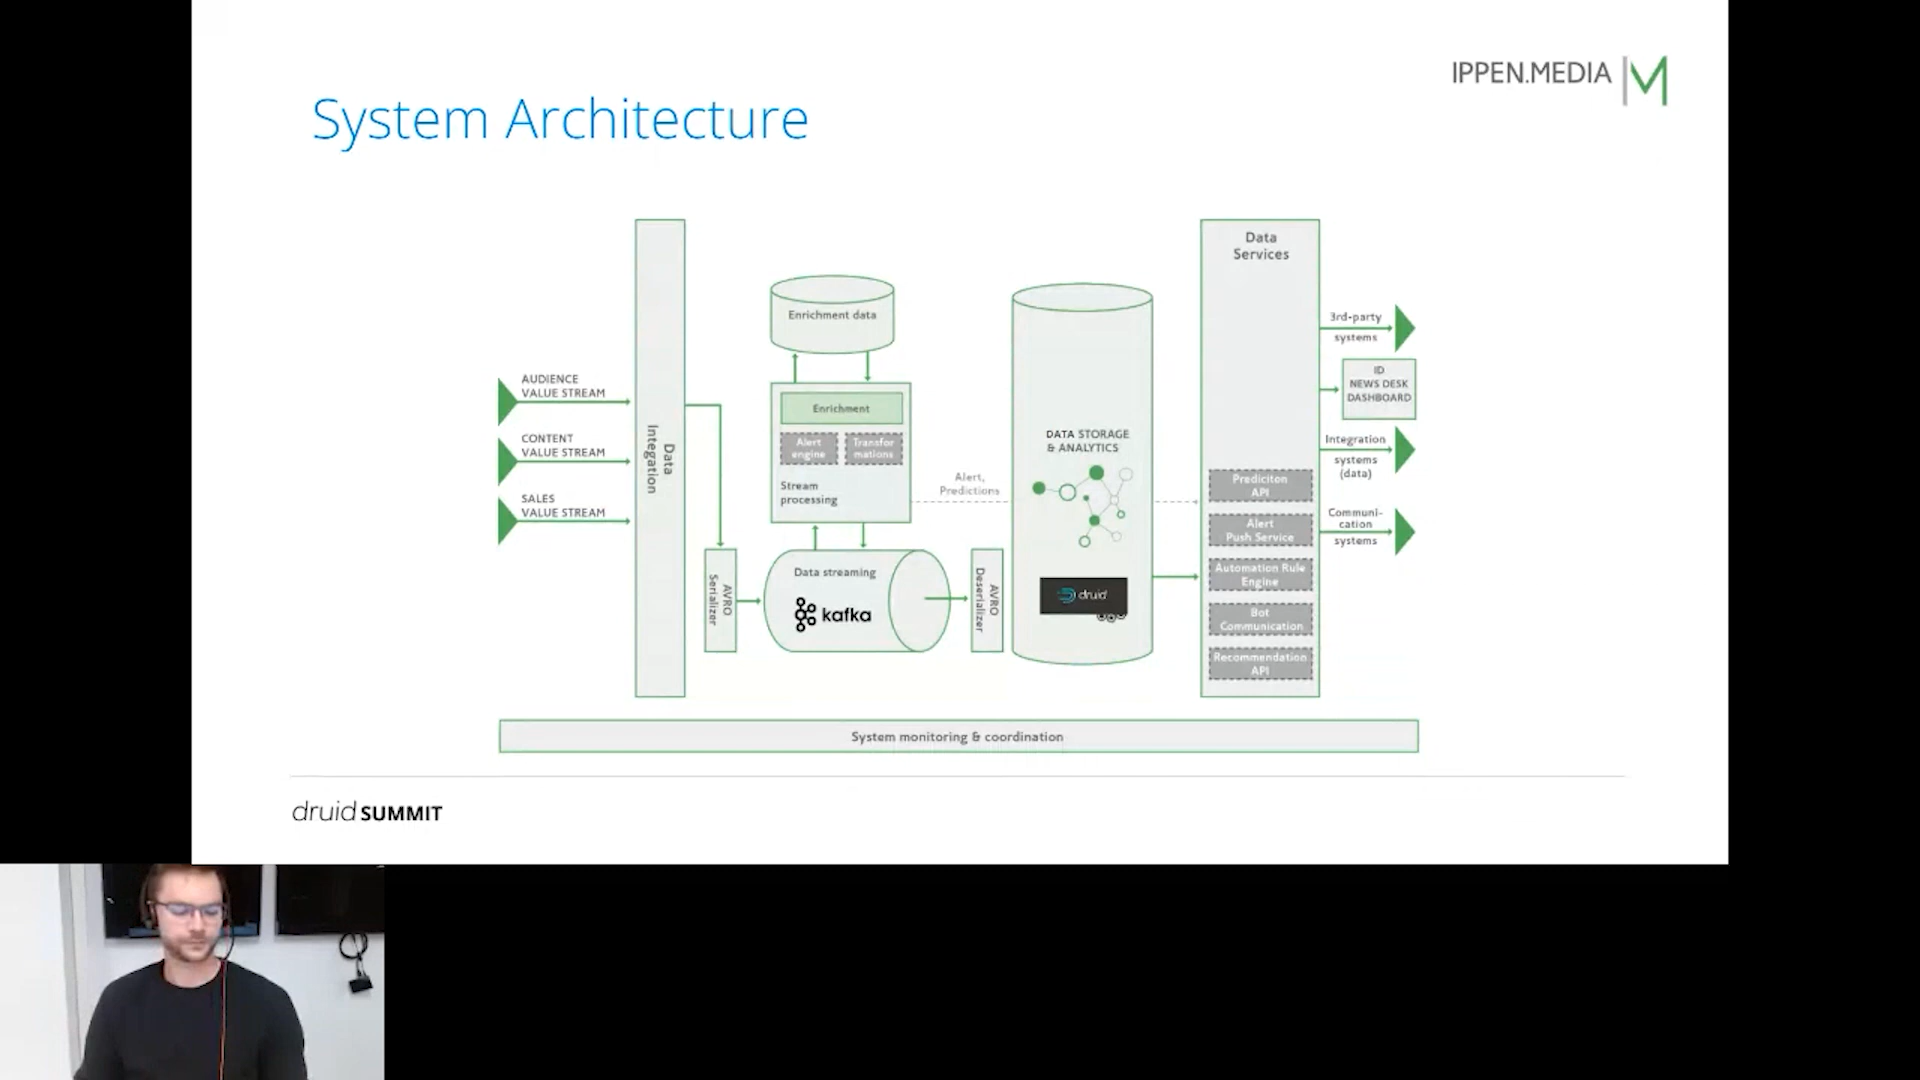 IPPEN.MEDIA
System Architecture
Data
Services
Enrichment data
3rd-party
systems
ID
NEWS DESK
DASHBOARD
AUDIENCE
VALUE STREAM
Enrichment
Data
Integation
CONTENT
VALUE STREAM
Alert
engine
Transfor
mations
DATA STORAGE
& ANALYTICS
Integration
systems
(data)
Stream
processing
Alert,
Predictions
Prediciton
API
SALES
VALUE STREAM
Alert
Push Service
Communi-
cation
systems
AVRO
Serializer
Data streaming
kafka
AVRO
Deserializer
druid
Automation Rule
Engine
Bot
Communication
Recommendation
API
System monitoring & coordination
druid SUMMIT